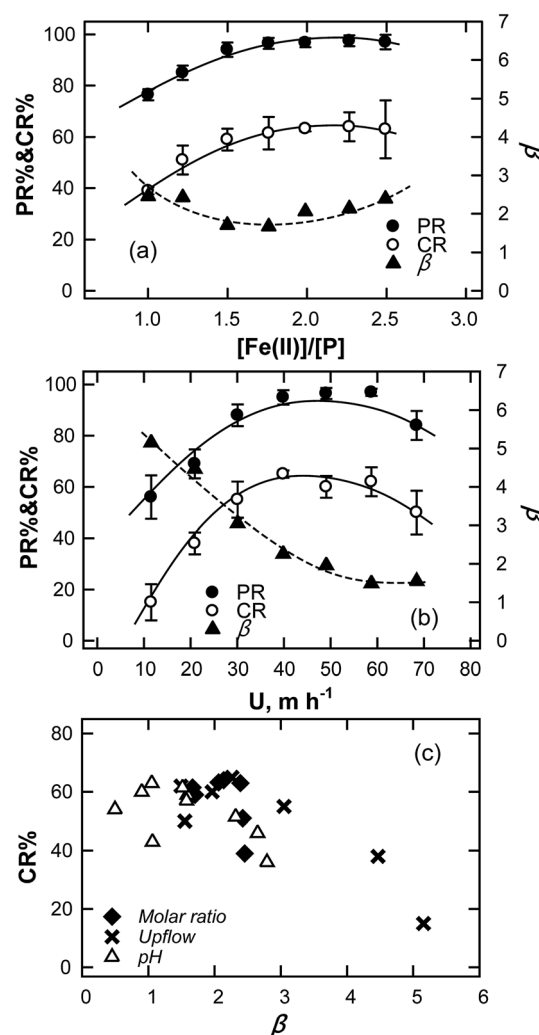 100
80
60
40
20
0
PR%&CR%
7
6
5
4
3
2
1
0
β
(a)
PR
CR
β
1.0 1.5 2.0 2.5 3.0
[Fe(II)]/[P]
100
80
60
40
20
0
PR%&CR%
7
6
5
4
3
2
1
0
β
PR
CR
β
(b)
0 10 20 30 40 50 60 70 80
U, m h⁻¹
80
60
40
20
0
CR%
(c)
Molar ratio
Upflow
pH
0 1 2 3 4 5 6
β